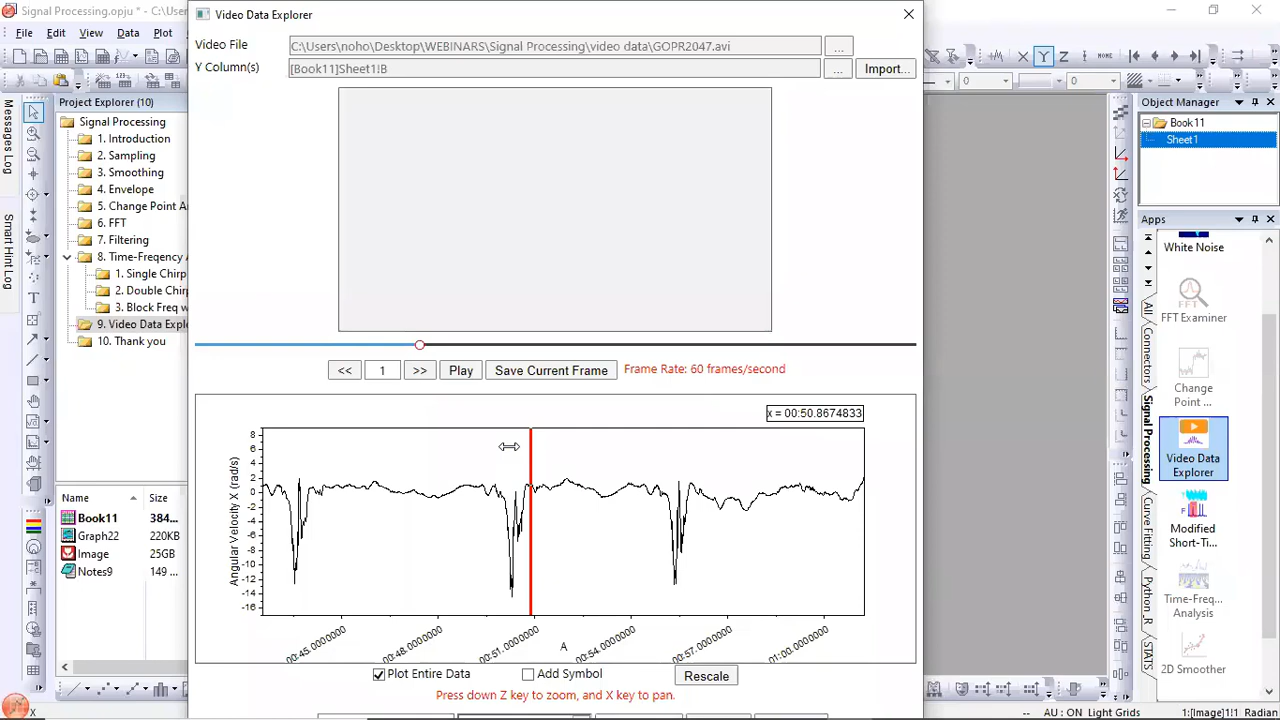 Signal Processing.opju * -
File Edit View Data Plot
Messages Log
Smart Hint Log
Project Explorer (10)
Signal Processing
1. Introduction
2. Sampling
3. Smoothing
4. Envelope
5. Change Point
6. FFT
7. Filtering
8. Time-Freqency
1. Single Chirp
2. Double Chirp
3. Block Freq w
9. Video Data Explo
10. Thank you
Name Size
Book11 384...
Graph22 220KB
Image 25GB
Notes9 149 ...
Video Data Explorer
Video File C:\Users\noho\Desktop\WEBINARS\Signal Processing\video data\GOPR2047.avi ...
Y Column(s) [Book11]Sheet1!B ... Import...
<< 1 >> Play Save Current Frame Frame Rate: 60 frames/second
x = 00:50.8674833
Angular Velocity X (rad/s)
8
6
4
2
0
-2
-4
-6
-8
-10
-12
-14
-16
00:45.0000000 00:48.0000000 00:51.0000000 00:54.0000000 00:57.0000000 01:00.0000000
A
Plot Entire Data Add Symbol Rescale
Press down Z key to zoom, and X key to pan.
Y Z MORE
0 0
Object Manager
Book11
Sheet1
Apps
All
Connectors
Signal Processing
Curve Fitting
Python_R
STATS
White Noise
FFT Examiner
Change
Point ...
Video Data
Explorer
Modified
Short-Ti...
Time-Freq...
Analysis
2D Smoother
X
AU : ON Light Grids 1:[Image]1!1 Radian